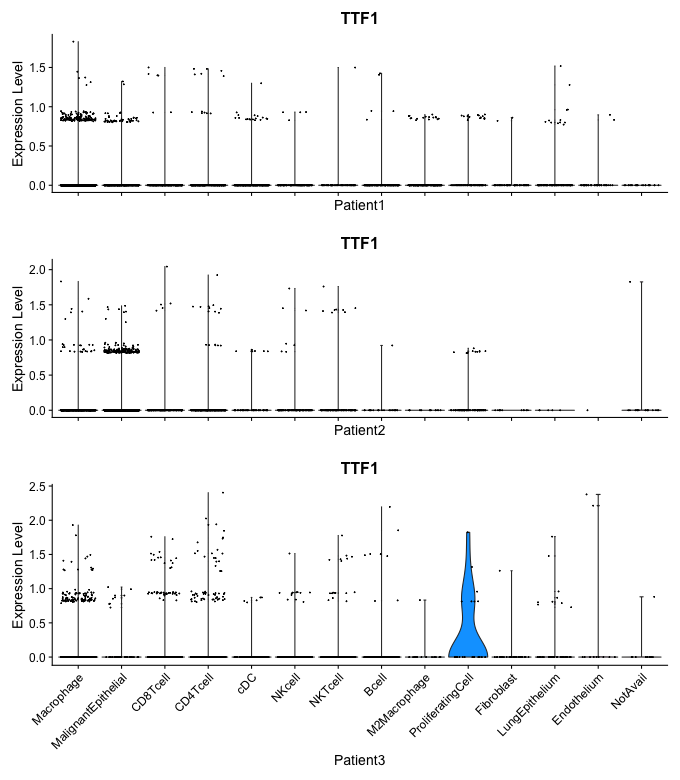 TTF1
Expression Level
1.5
1.0
0.5
0.0
Patient1
TTF1
Expression Level
2.0
1.5
1.0
0.5
0.0
Patient2
TTF1
Expression Level
2.5
2.0
1.5
1.0
0.5
0.0
Macrophage
MalignantEpithelial
CD8Tcell
CD4Tcell
cDC
NKcell
NKTcell
Bcell
M2Macrophage
ProliferatingCell
Fibroblast
LungEpithelium
Endothelium
NotAvail
Patient3